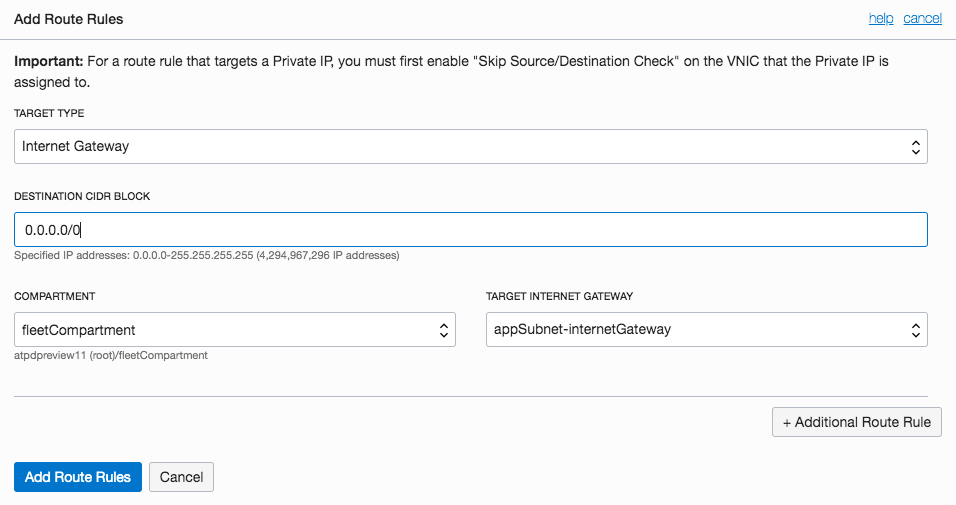 Add Route Rules
help cancel
Important: For a route rule that targets a Private IP, you must first enable "Skip Source/Destination Check" on the VNIC that the Private IP is
assigned to.
TARGET TYPE
Internet Gateway
DESTINATION CIDR BLOCK
0.0.0.0/0
Specified IP addresses: 0.0.0.0-255.255.255.255 (4,294,967,296 IP addresses)
COMPARTMENT
fleetCompartment
atpdpreview11 (root)/fleetCompartment
TARGET INTERNET GATEWAY
appSubnet-internetGateway
+ Additional Route Rule
Add Route Rules
Cancel